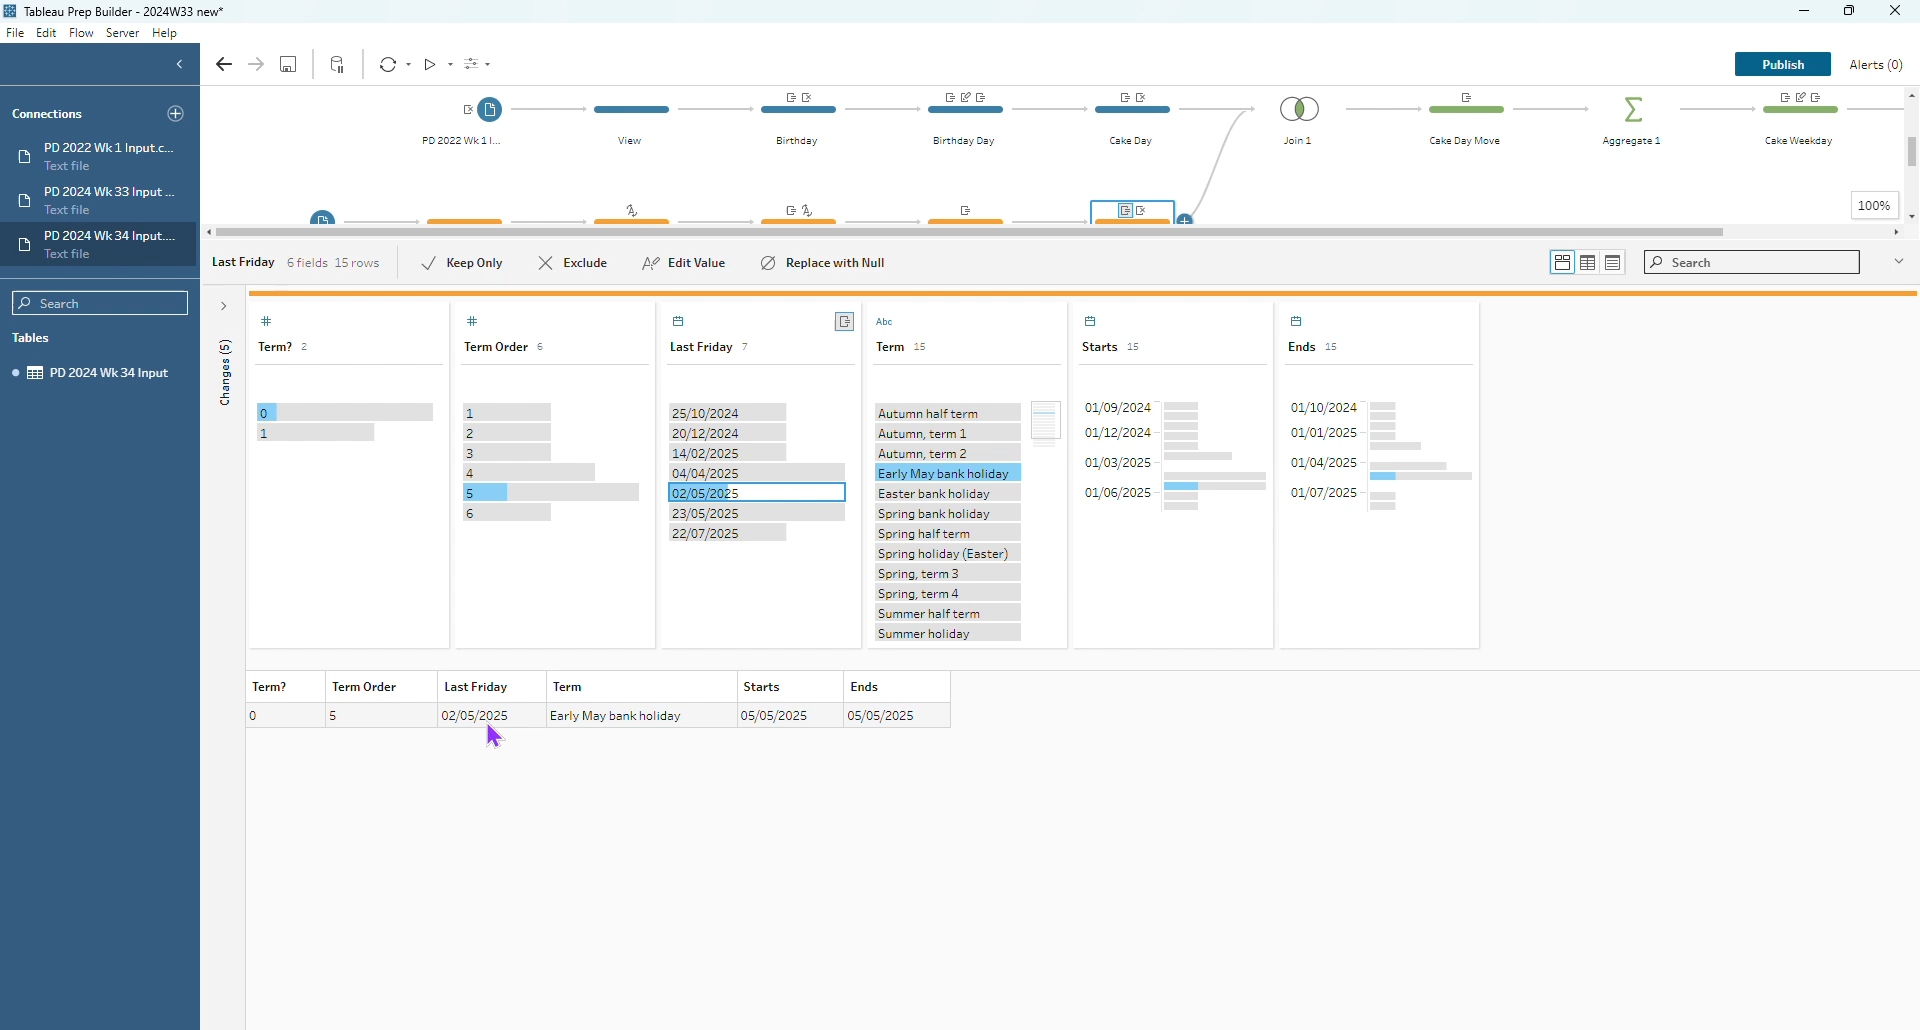 Tableau Prep Builder - 2024W33 new*
File Edit Flow Server Help
Publish Alerts (0)
Connections
PD 2022 Wk 1 Input.c...
Text file
PD 2024 Wk 33 Input ...
Text file
PD 2024 Wk 34 Input....
Text file
Search
Tables
PD 2024 Wk 34 Input
PD 2022 Wk 1 I... View Birthday Birthday Day Cake Day Join 1 Cake Day Move Aggregate 1 Cake Weekday
100%
Last Friday 6 fields 15 rows Keep Only Exclude Edit Value Replace with Null Search
Changes (5)
Term? 2
0
1
Term Order 6
1
2
3
4
5
6
Last Friday 7
25/10/2024
20/12/2024
14/02/2025
04/04/2025
02/05/2025
23/05/2025
22/07/2025
Abc
Term 15
Autumn half term
Autumn, term 1
Autumn, term 2
Early May bank holiday
Easter bank holiday
Spring bank holiday
Spring half term
Spring holiday (Easter)
Spring, term 3
Spring, term 4
Summer half term
Summer holiday
Starts 15
01/09/2024
01/12/2024
01/03/2025
01/06/2025
Ends 15
01/10/2024
01/01/2025
01/04/2025
01/07/2025
Term? Term Order Last Friday Term Starts Ends
0 5 02/05/2025 Early May bank holiday 05/05/2025 05/05/2025